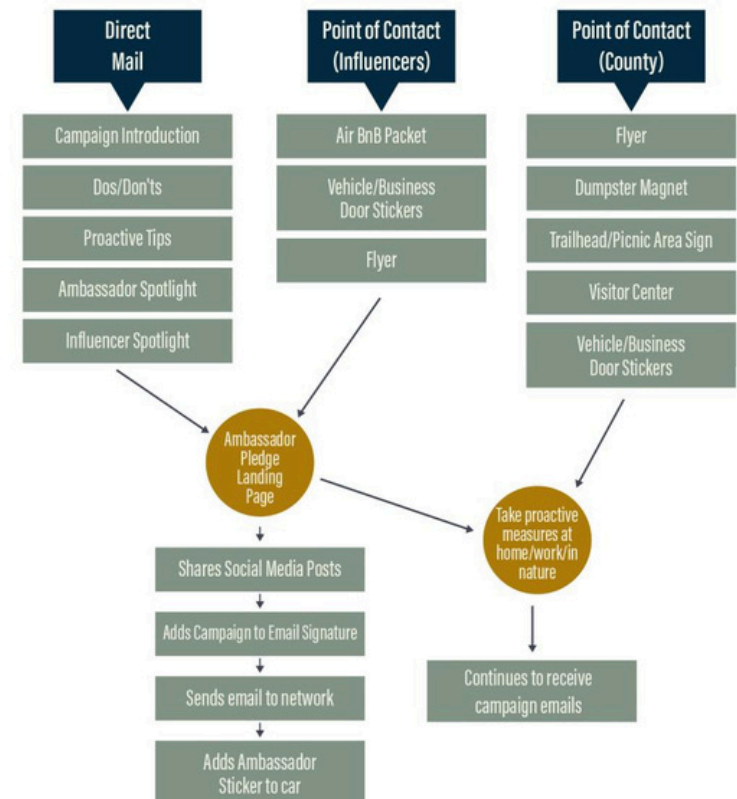 Direct
Mail
Campaign Introduction
Dos/Don'ts
Proactive Tips
Ambassador Spotlight
Influencer Spotlight
Point of Contact
(Influencers)
Air BnB Packet
Vehicle/Business
Door Stickers
Flyer
Point of Contact
(County)
Flyer
Dumpster Magnet
Trailhead/Picnic Area Sign
Visitor Center
Vehicle/Business
Door Stickers
Ambassador
Pledge
Landing
Page
Shares Social Media Posts
Adds Campaign to Email Signature
Sends email to network
Adds Ambassador
Sticker to car
Take proactive
measures at
home/work/in
nature
Continues to receive
campaign emails